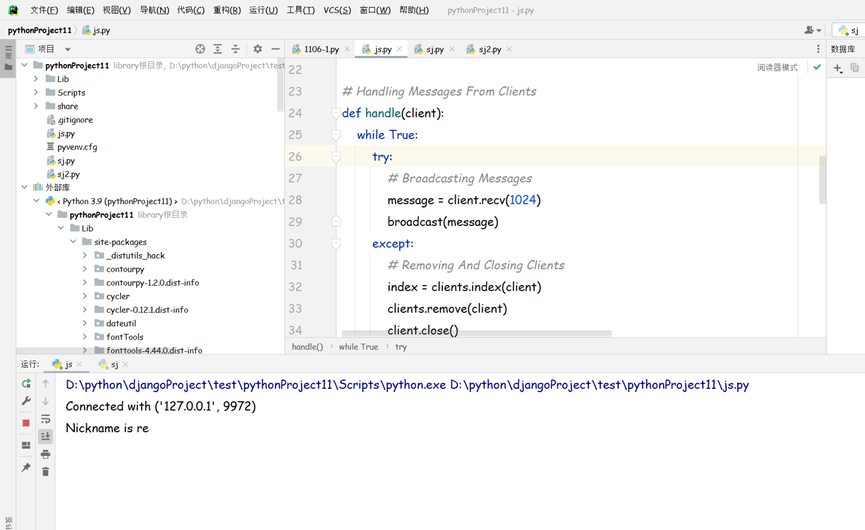 文件(F) 编辑(E) 视图(V) 导航(N) 代码(C) 重构(R) 运行(U) 工具(T) VCS(S) 窗口(W) 帮助(H) pythonProject11 - js.py
pythonProject11 js.py
sj
项目
项目
1106-1.py js.py sj.py sj2.py
数据库
pythonProject11 library根目录, D:\python\djangoProject\test
Lib
Scripts
share
.gitignore
js.py
pyvenv.cfg
sj.py
sj2.py
外部库
< Python 3.9 (pythonProject11) > D:\python\djangoProject\t
pythonProject11 library根目录
Lib
site-packages
_distutils_hack
contourpy
contourpy-1.2.0.dist-info
cycler
cycler-0.12.1.dist-info
dateutil
fontTools
fonttools-4.44.0.dist-info
阅读器模式
22
23 # Handling Messages From Clients
24 def handle(client):
25 while True:
26 try:
27 # Broadcasting Messages
28 message = client.recv(1024)
29 broadcast(message)
30 except:
31 # Removing And Closing Clients
32 index = clients.index(client)
33 clients.remove(client)
34 client.close()
handle() while True try
运行: js sj
D:\python\djangoProject\test\pythonProject11\Scripts\python.exe D:\python\djangoProject\test\pythonProject11\js.py
Connected with ('127.0.0.1', 9972)
Nickname is re